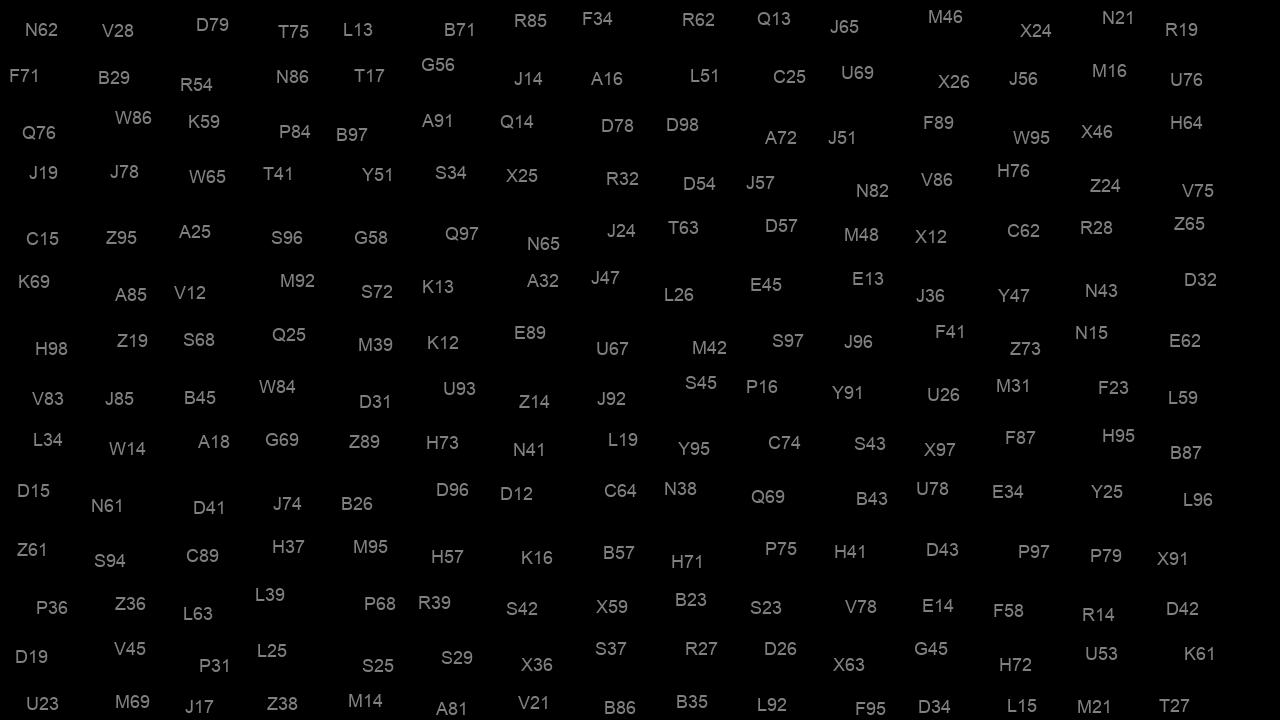 N62 V28 D79 T75 L13 B71 R85 F34 R62 Q13 J65 M46 X24 N21 R19
F71 B29 R54 N86 T17 G56 J14 A16 L51 C25 U69 X26 J56 M16 U76
Q76 W86 K59 P84 B97 A91 Q14 D78 D98 A72 J51 F89 W95 X46 H64
J19 J78 W65 T41 Y51 S34 X25 R32 D54 J57 N82 V86 H76 Z24 V75
C15 Z95 A25 S96 G58 Q97 N65 J24 T63 D57 M48 X12 C62 R28 Z65
K69 A85 V12 M92 S72 K13 A32 J47 L26 E45 E13 J36 Y47 N43 D32
H98 Z19 S68 Q25 M39 K12 E89 U67 M42 S97 J96 F41 Z73 N15 E62
V83 J85 B45 W84 D31 U93 Z14 J92 S45 P16 Y91 U26 M31 F23 L59
L34 W14 A18 G69 Z89 H73 N41 L19 Y95 C74 S43 X97 F87 H95 B87
D15 N61 D41 J74 B26 D96 D12 C64 N38 Q69 B43 U78 E34 Y25 L96
Z61 S94 C89 H37 M95 H57 K16 B57 H71 P75 H41 D43 P97 P79 X91
P36 Z36 L63 L39 P68 R39 S42 X59 B23 S23 V78 E14 F58 R14 D42
D19 V45 P31 L25 S25 S29 X36 S37 R27 D26 X63 G45 H72 U53 K61
U23 M69 J17 Z38 M14 A81 V21 B86 B35 L92 F95 D34 L15 M21 T27